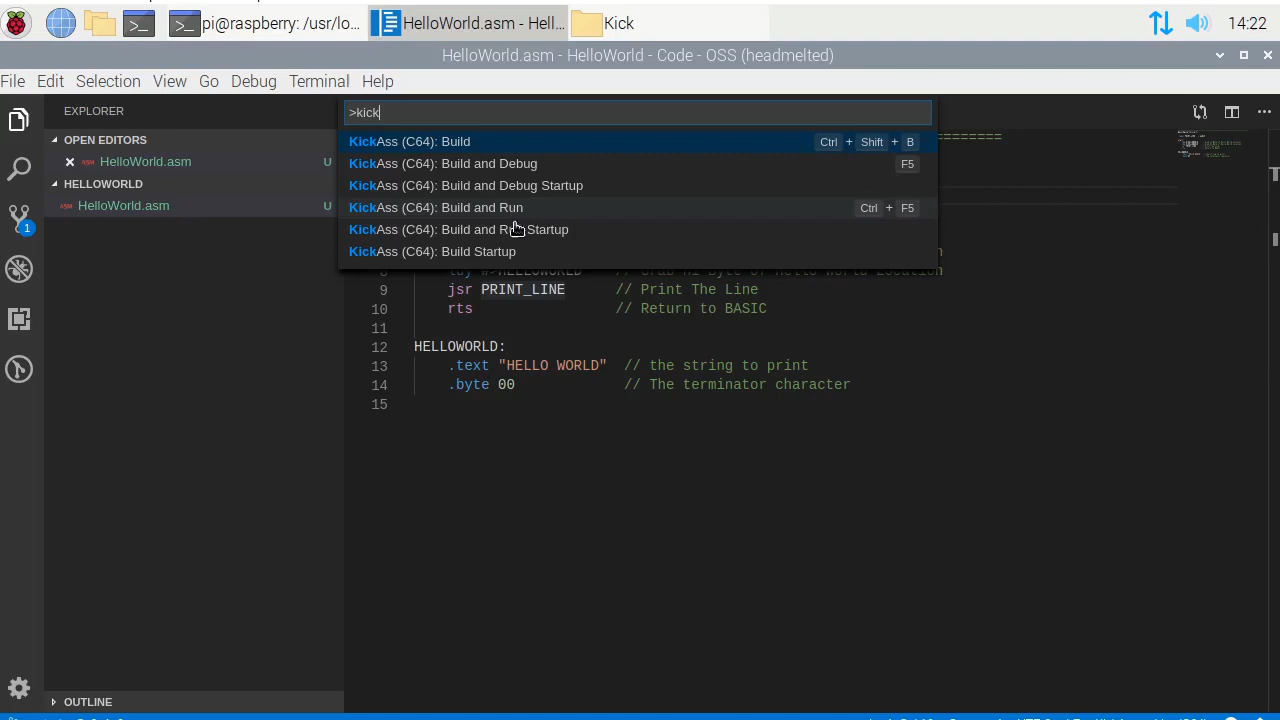 pi@raspberry: /usr/lo...
HelloWorld.asm - Hell...
Kick
14:22
HelloWorld.asm - HelloWorld - Code - OSS (headmelted)
File Edit Selection View Go Debug Terminal Help
EXPLORER
OPEN EDITORS
ASM HelloWorld.asm U
HELLOWORLD
ASM HelloWorld.asm U
1
>kick
KickAss (C64): Build Ctrl + Shift + B
KickAss (C64): Build and Debug F5
KickAss (C64): Build and Debug Startup
KickAss (C64): Build and Run Ctrl + F5
KickAss (C64): Build and Run Startup
KickAss (C64): Build Startup
9 jsr PRINT_LINE // Print The Line
10 rts // Return to BASIC
11
12 HELLOWORLD:
13 .text "HELLO WORLD" // the string to print
14 .byte 00 // The terminator character
15
OUTLINE